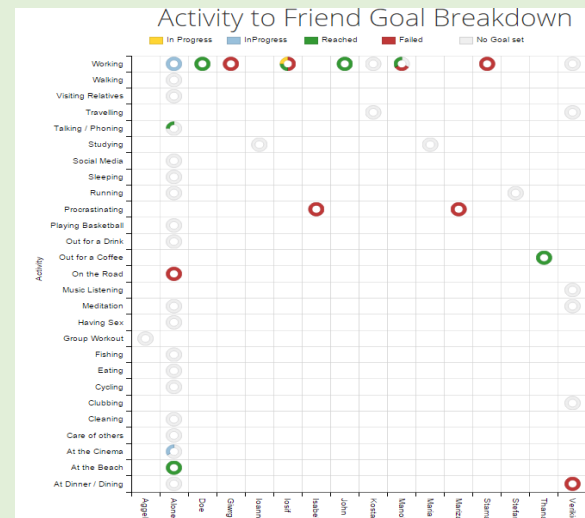 Activity to Friend Goal Breakdown
In Progress InProgress Reached Failed No Goal set
Working
Walking
Visiting Relatives
Travelling
Talking / Phoning
Studying
Social Media
Sleeping
Running
Procrastinating
Playing Basketball
Out for a Drink
Out for a Coffee
On the Road
Music Listening
Meditation
Having Sex
Group Workout
Fishing
Eating
Cycling
Clubbing
Cleaning
Care of others
At the Cinema
At the Beach
At Dinner / Dining
Activity
Alone
Doe
John
Maria